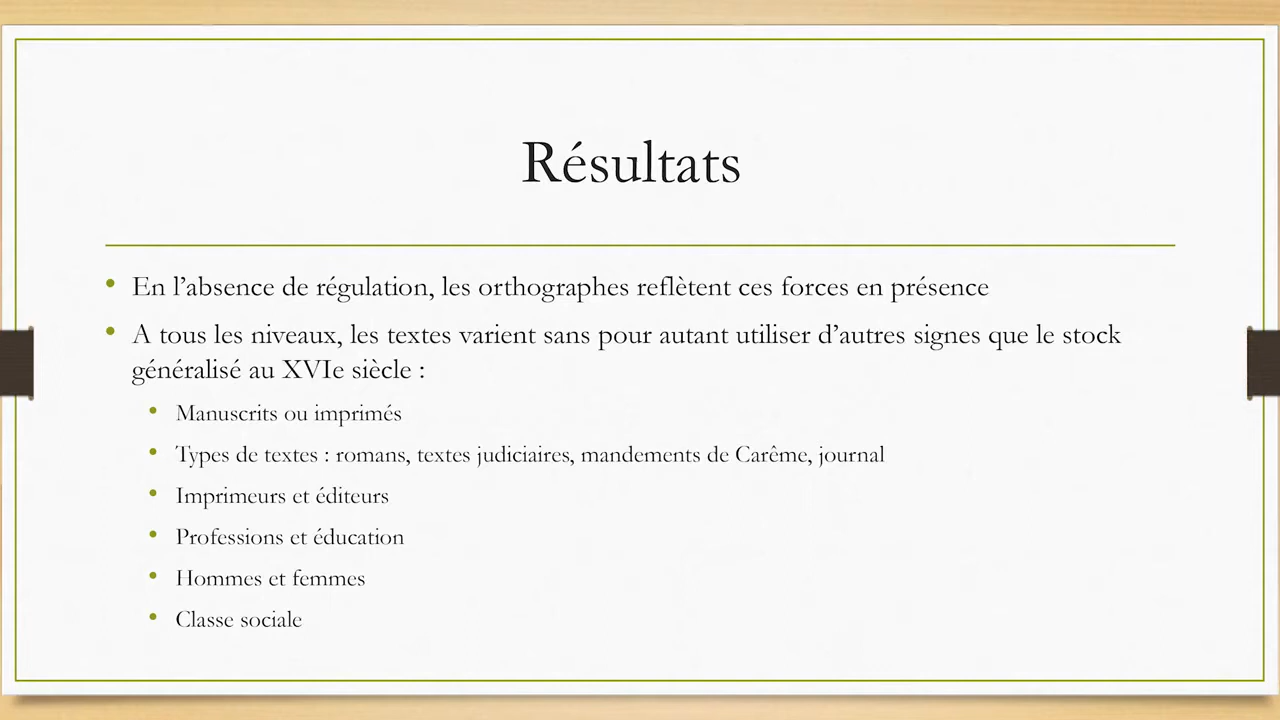 Résultats
• En l’absence de régulation, les orthographes reflètent ces forces en présence
• A tous les niveaux, les textes varient sans pour autant utiliser d’autres signes que le stock
généralisé au XVIe siècle :
• Manuscrits ou imprimés
• Types de textes : romans, textes judiciaires, mandements de Carême, journal
• Imprimeurs et éditeurs
• Professions et éducation
• Hommes et femmes
• Classe sociale